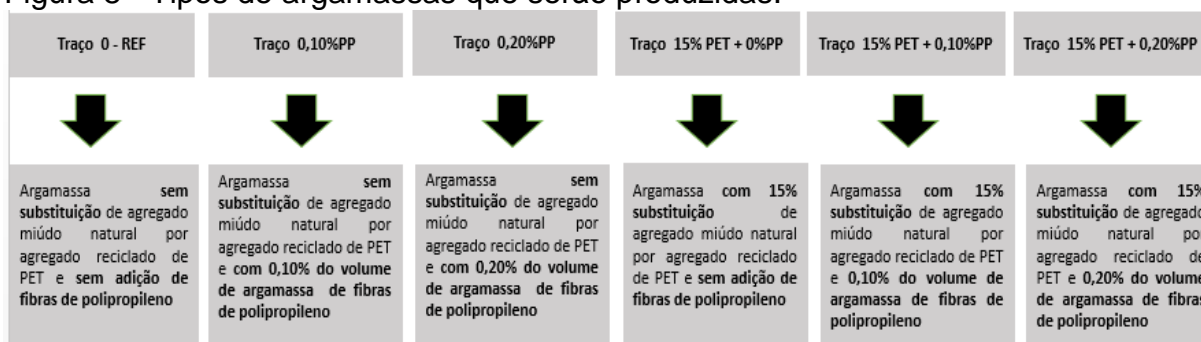 Figura 8 - Tipos de argamassas que serão produzidas.
Traço 0 - REF
Traço 0,10%PP
Traço 0,20%PP
Traço 15% PET + 0%PP
Traço 15% PET + 0,10%PP
Traço 15% PET + 0,20%PP
Argamassa sem
substituição de agregado
miúdo natural por
agregado reciclado de
PET e sem adição de
fibras de polipropileno
Argamassa sem
substituição de agregado
miúdo natural por
agregado reciclado de PET
e com 0,10% do volume
de argamassa de fibras
de polipropileno
Argamassa sem
substituição de agregado
miúdo natural por
agregado reciclado de PET
e com 0,20% do volume
de argamassa de fibras
de polipropileno
Argamassa com 15%
substituição de
agregado miúdo natural
por agregado reciclado
de PET e sem adição de
fibras de polipropileno
Argamassa com 15%
substituição de agregado
miúdo natural por
agregado reciclado de PET
e 0,10% do volume de
argamassa de fibras de
polipropileno
Argamassa com 15%
substituição de agregado
miúdo natural por
agregado reciclado de
PET e 0,20% do volume
de argamassa de fibras
de polipropileno